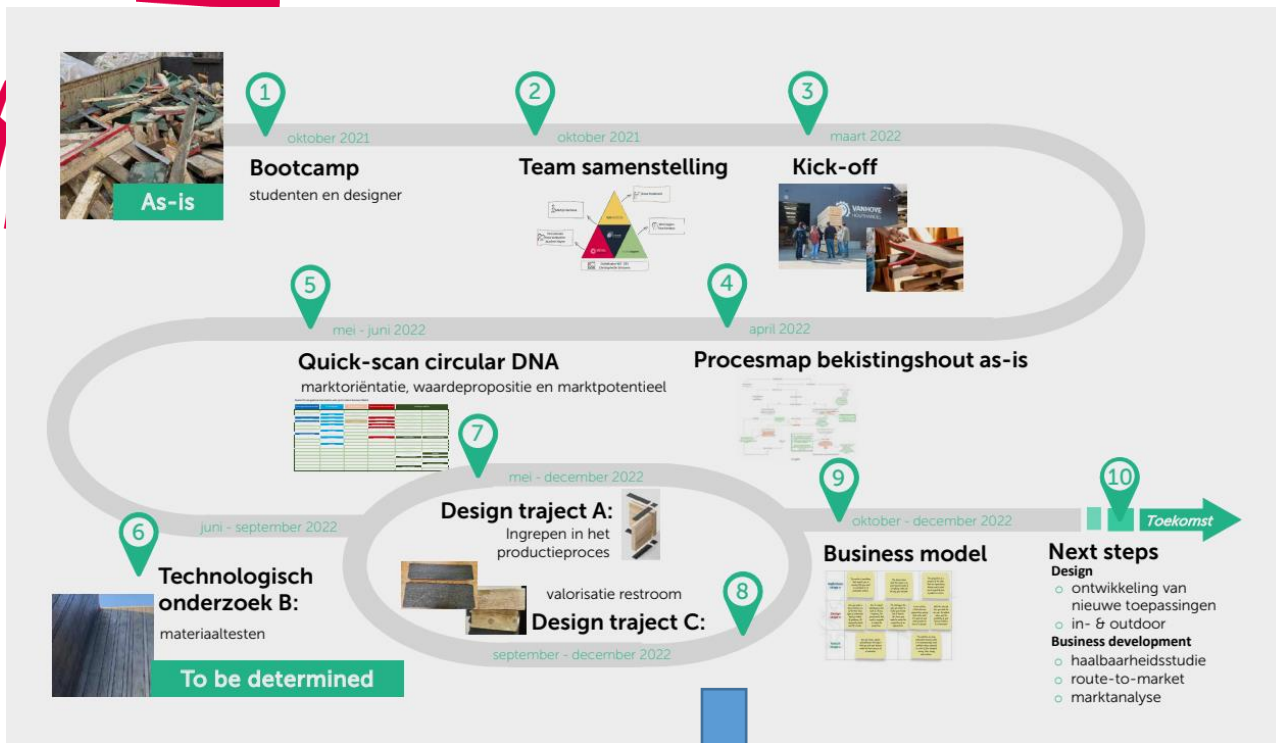 As-is
1
oktober 2021
Bootcamp
studenten en designer
2
oktober 2021
Team samenstelling
3
maart 2022
Kick-off
VANHOVE
HOUTHANDEL
4
april 2022
Procesmap bekistingshout as-is
5
mei - juni 2022
Quick-scan circular DNA
marktoriëntatie, waardepropositie en marktpotentieel
6
juni - september 2022
Technologisch
onderzoek B:
materiaaltesten
To be determined
7
mei - december 2022
Design traject A:
Ingrepen in het
productieproces
8
valorisatie restroom
Design traject C:
september - december 2022
9
oktober - december 2022
Business model
10
Toekomst
Next steps
Design
ontwikkeling van
nieuwe toepassingen
in- & outdoor
Business development
haalbaarheidsstudie
route-to-market
marktanalyse